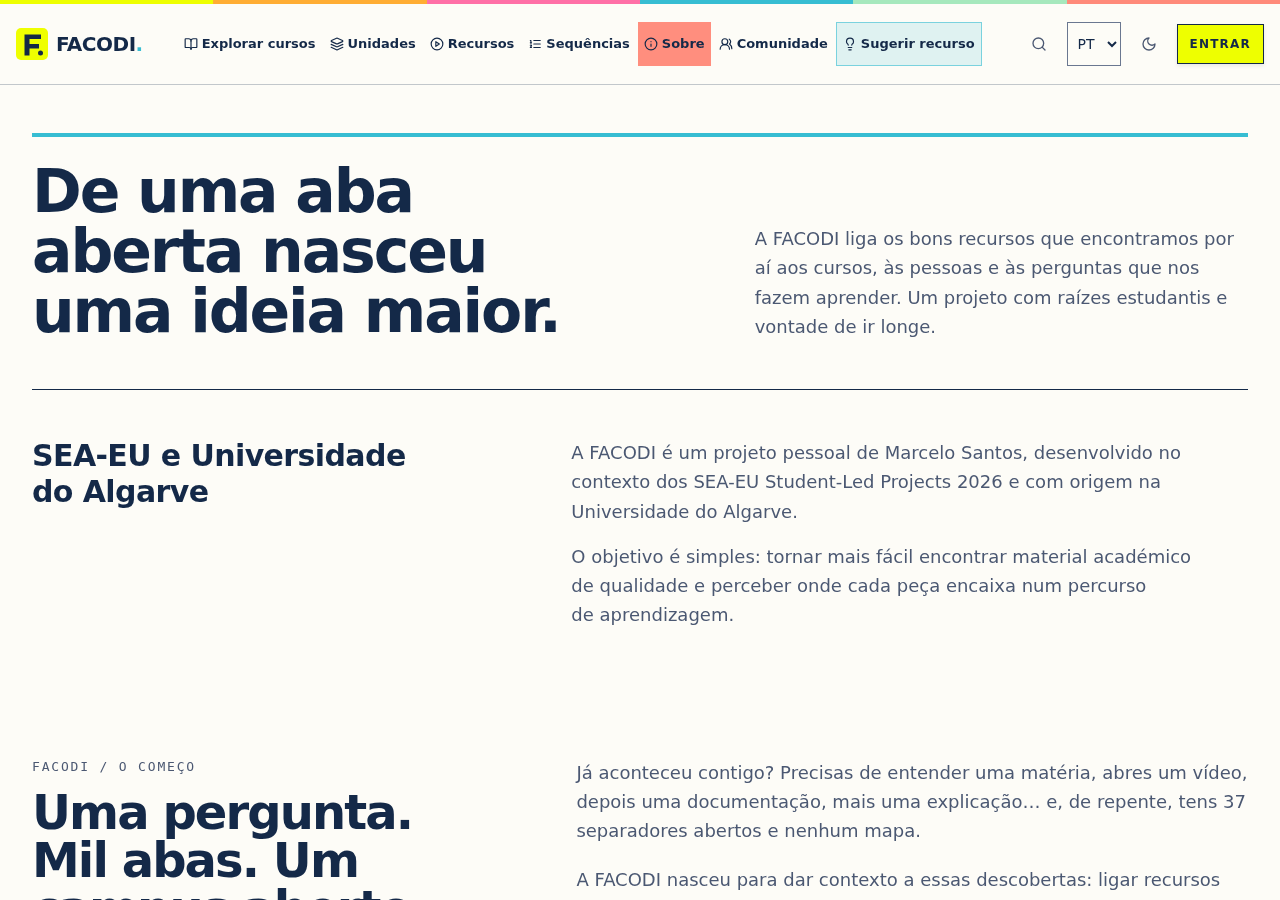 FACODI.
Explorar cursos
Unidades
Recursos
Sequências
Sobre
Comunidade
Sugerir recurso
PT
ENTRAR
De uma aba
aberta nasceu
uma ideia maior.
A FACODI liga os bons recursos que encontramos por
aí aos cursos, às pessoas e às perguntas que nos
fazem aprender. Um projeto com raízes estudantis e
vontade de ir longe.
SEA-EU e Universidade
do Algarve
A FACODI é um projeto pessoal de Marcelo Santos, desenvolvido no
contexto dos SEA-EU Student-Led Projects 2026 e com origem na
Universidade do Algarve.
O objetivo é simples: tornar mais fácil encontrar material académico
de qualidade e perceber onde cada peça encaixa num percurso
de aprendizagem.
FACODI / O COMEÇO
Uma pergunta.
Mil abas. Um
campus aberto
Já aconteceu contigo? Precisas de entender uma matéria, abres um vídeo,
depois uma documentação, mais uma explicação… e, de repente, tens 37
separadores abertos e nenhum mapa.
A FACODI nasceu para dar contexto a essas descobertas: ligar recursos